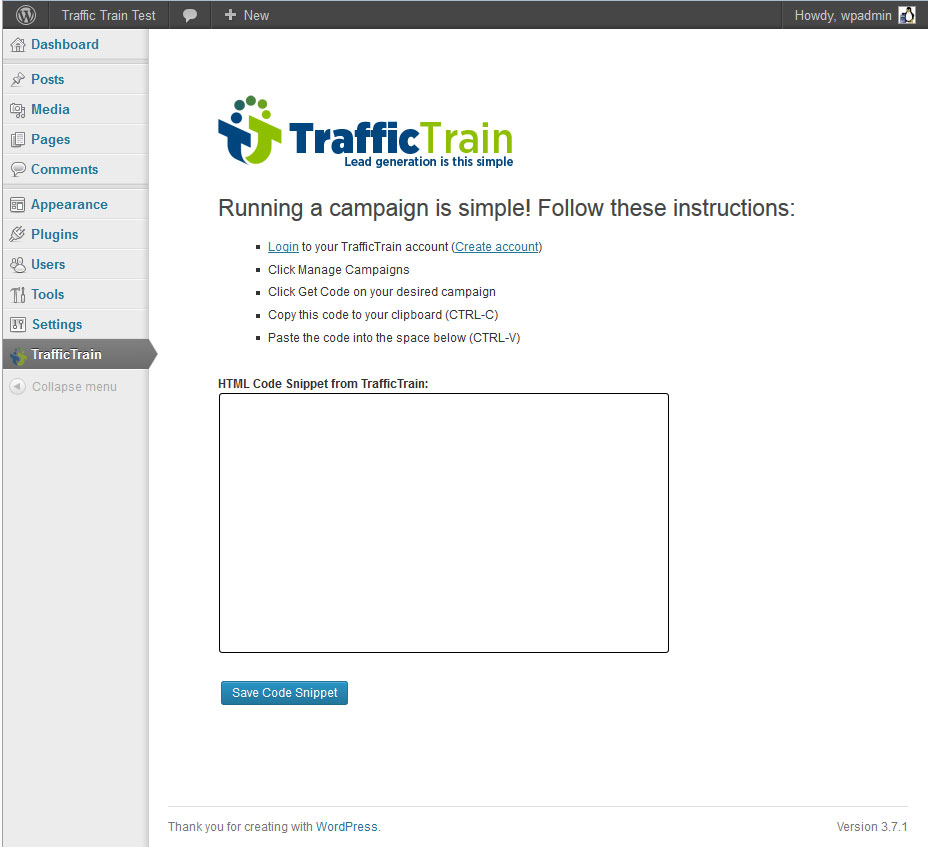 Traffic Train Test
New
Howdy, wpadmin
Dashboard
Posts
Media
Pages
Comments
Appearance
Plugins
Users
Tools
Settings
TrafficTrain
Collapse menu
TrafficTrain
Lead generation is this simple
Running a campaign is simple! Follow these instructions:
Login to your TrafficTrain account (Create account)
Click Manage Campaigns
Click Get Code on your desired campaign
Copy this code to your clipboard (CTRL-C)
Paste the code into the space below (CTRL-V)
HTML Code Snippet from TrafficTrain:
Save Code Snippet
Thank you for creating with WordPress.
Version 3.7.1